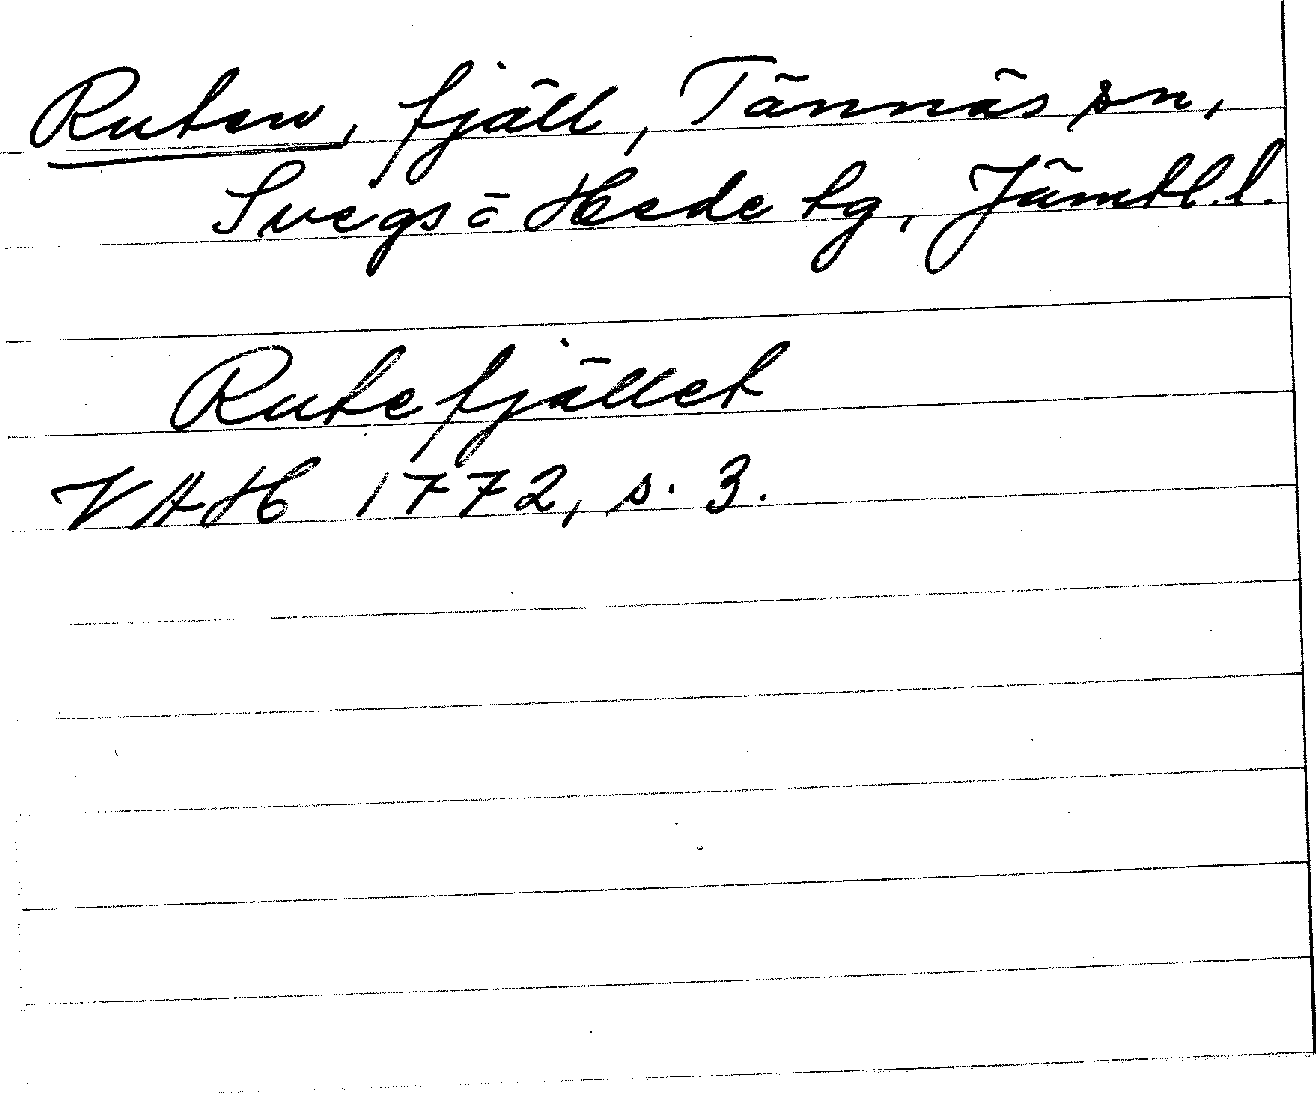 Ruten, fjäll, Tännäs sn,
Svegs o Hede tg, Jämtl. l.
Rutefjället
VAH 1772, s. 3.